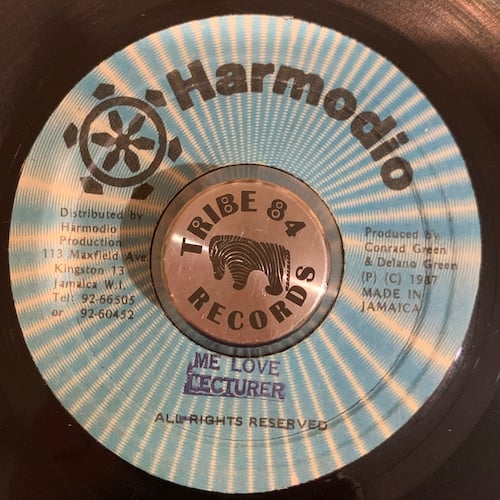 Harmodio
TRIBE 84
RECORDS
Distributed by
Harmodio
Production
113 Maxfield Ave
Kingston 13
Jamaica W.I.
Tel: 92-66505
or 92-60452
Produced by
Conrad Green
& Delano Green
(P) (C) 1987
MADE IN
JAMAICA
ME LOVE
LECTURER
ALL RIGHTS RESERVED